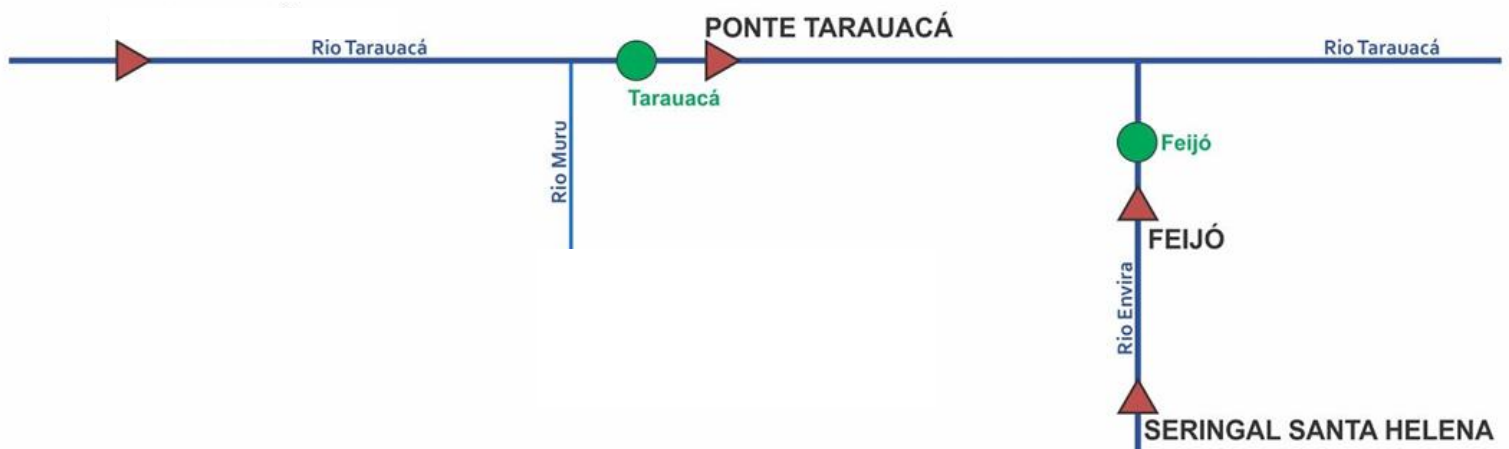 PONTE TARAUACÁ
Rio Tarauacá
Rio Tarauacá
Tarauacá
Rio Muru
Feijó
FEIJÓ
Rio Envira
SERINGAL SANTA HELENA